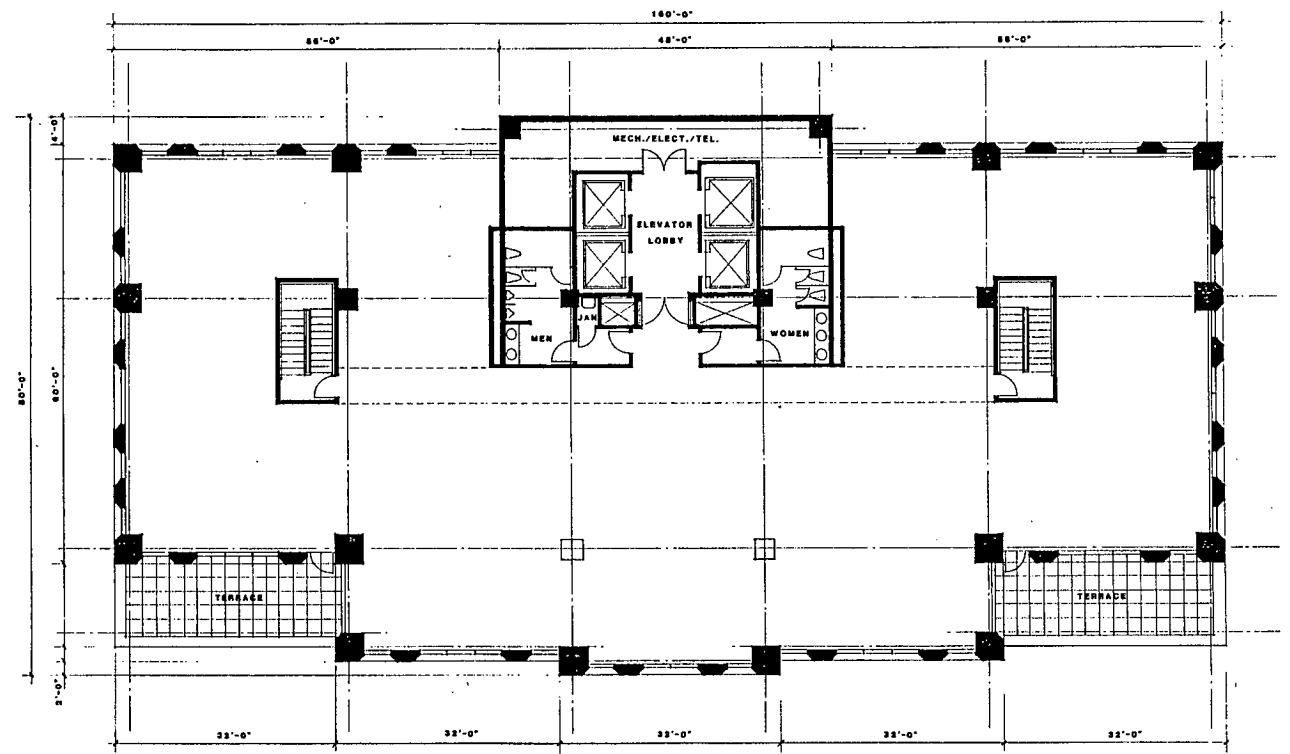 160'-0"
56'-0" 48'-0" 56'-0"
4'-0"
MECH./ELECT./TEL.
ELEVATOR
LOBBY
JAN
MEN
WOMEN
80'-0"
60'-0"
TERRACE
TERRACE
2'-0"
32'-0" 32'-0" 32'-0" 32'-0" 32'-0"